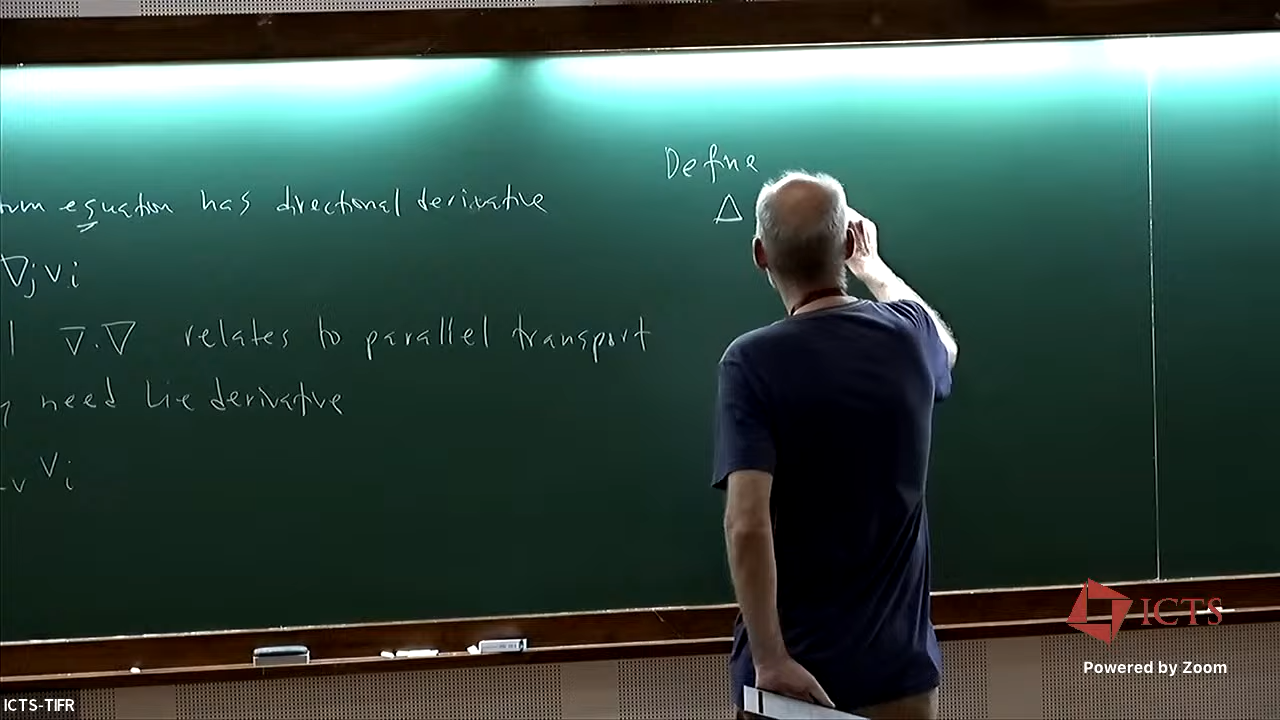 equation has directional derivative
∇j vi
∇·∇ relates to parallel transport
need Lie derivative
v vi
Define
Δ
ICTS
Powered by Zoom
ICTS-TIFR